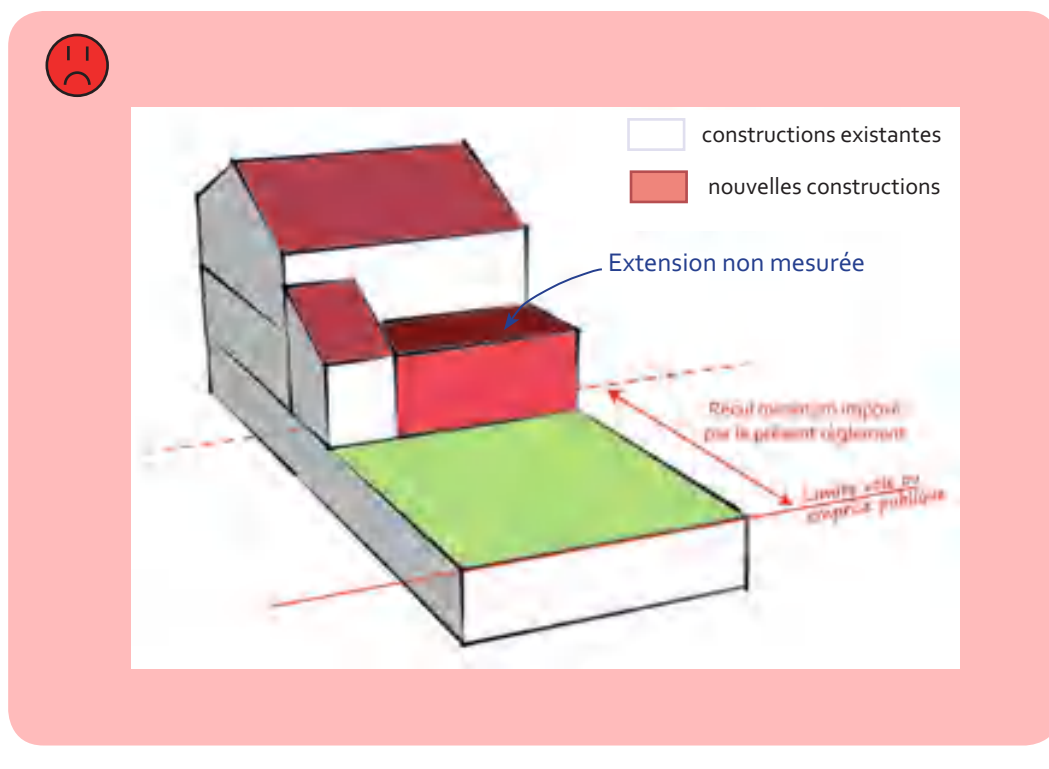 constructions existantes
nouvelles constructions
Extension non mesurée
Recul minimum imposé
par le présent règlement
Limite voie ou
emprise publique